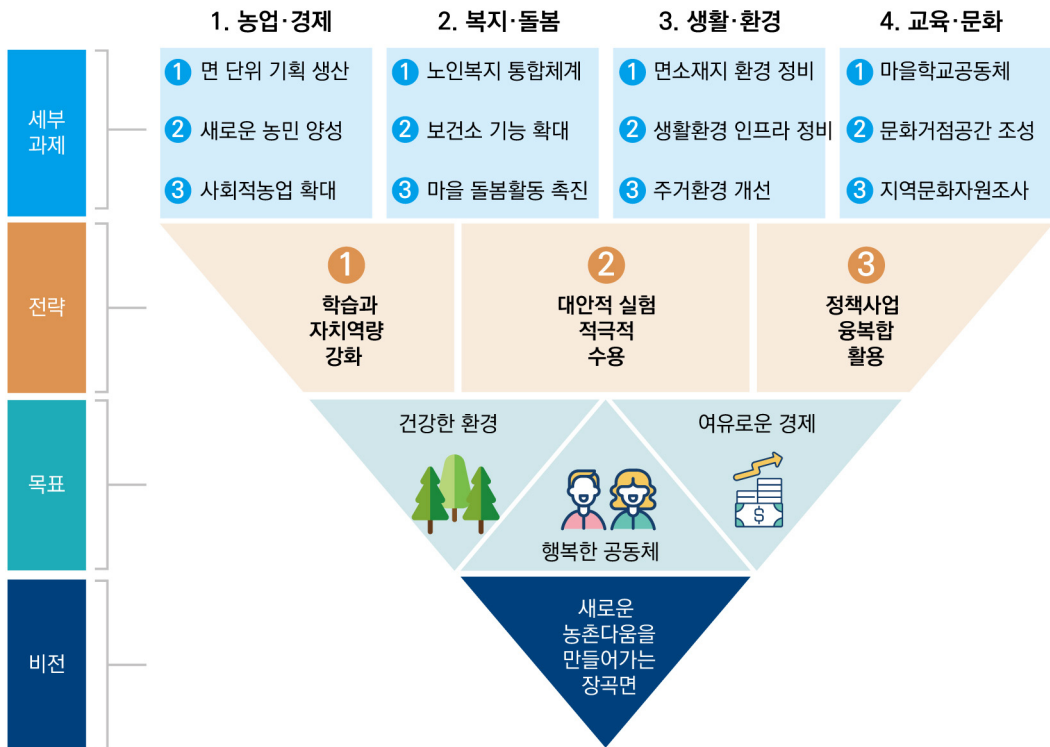 1. 농업·경제
2. 복지·돌봄
3. 생활·환경
4. 교육·문화
세부
과제
1 면 단위 기획 생산
2 새로운 농민 양성
3 사회적농업 확대
1 노인복지 통합체계
2 보건소 기능 확대
3 마을 돌봄활동 촉진
1 면소재지 환경 정비
2 생활환경 인프라 정비
3 주거환경 개선
1 마을학교공동체
2 문화거점공간 조성
3 지역문화자원조사
전략
1
학습과
자치역량
강화
2
대안적 실험
적극적
수용
3
정책사업
융복합
활용
목표
건강한 환경
행복한 공동체
여유로운 경제
$
비전
새로운
농촌다움을
만들어가는
장곡면